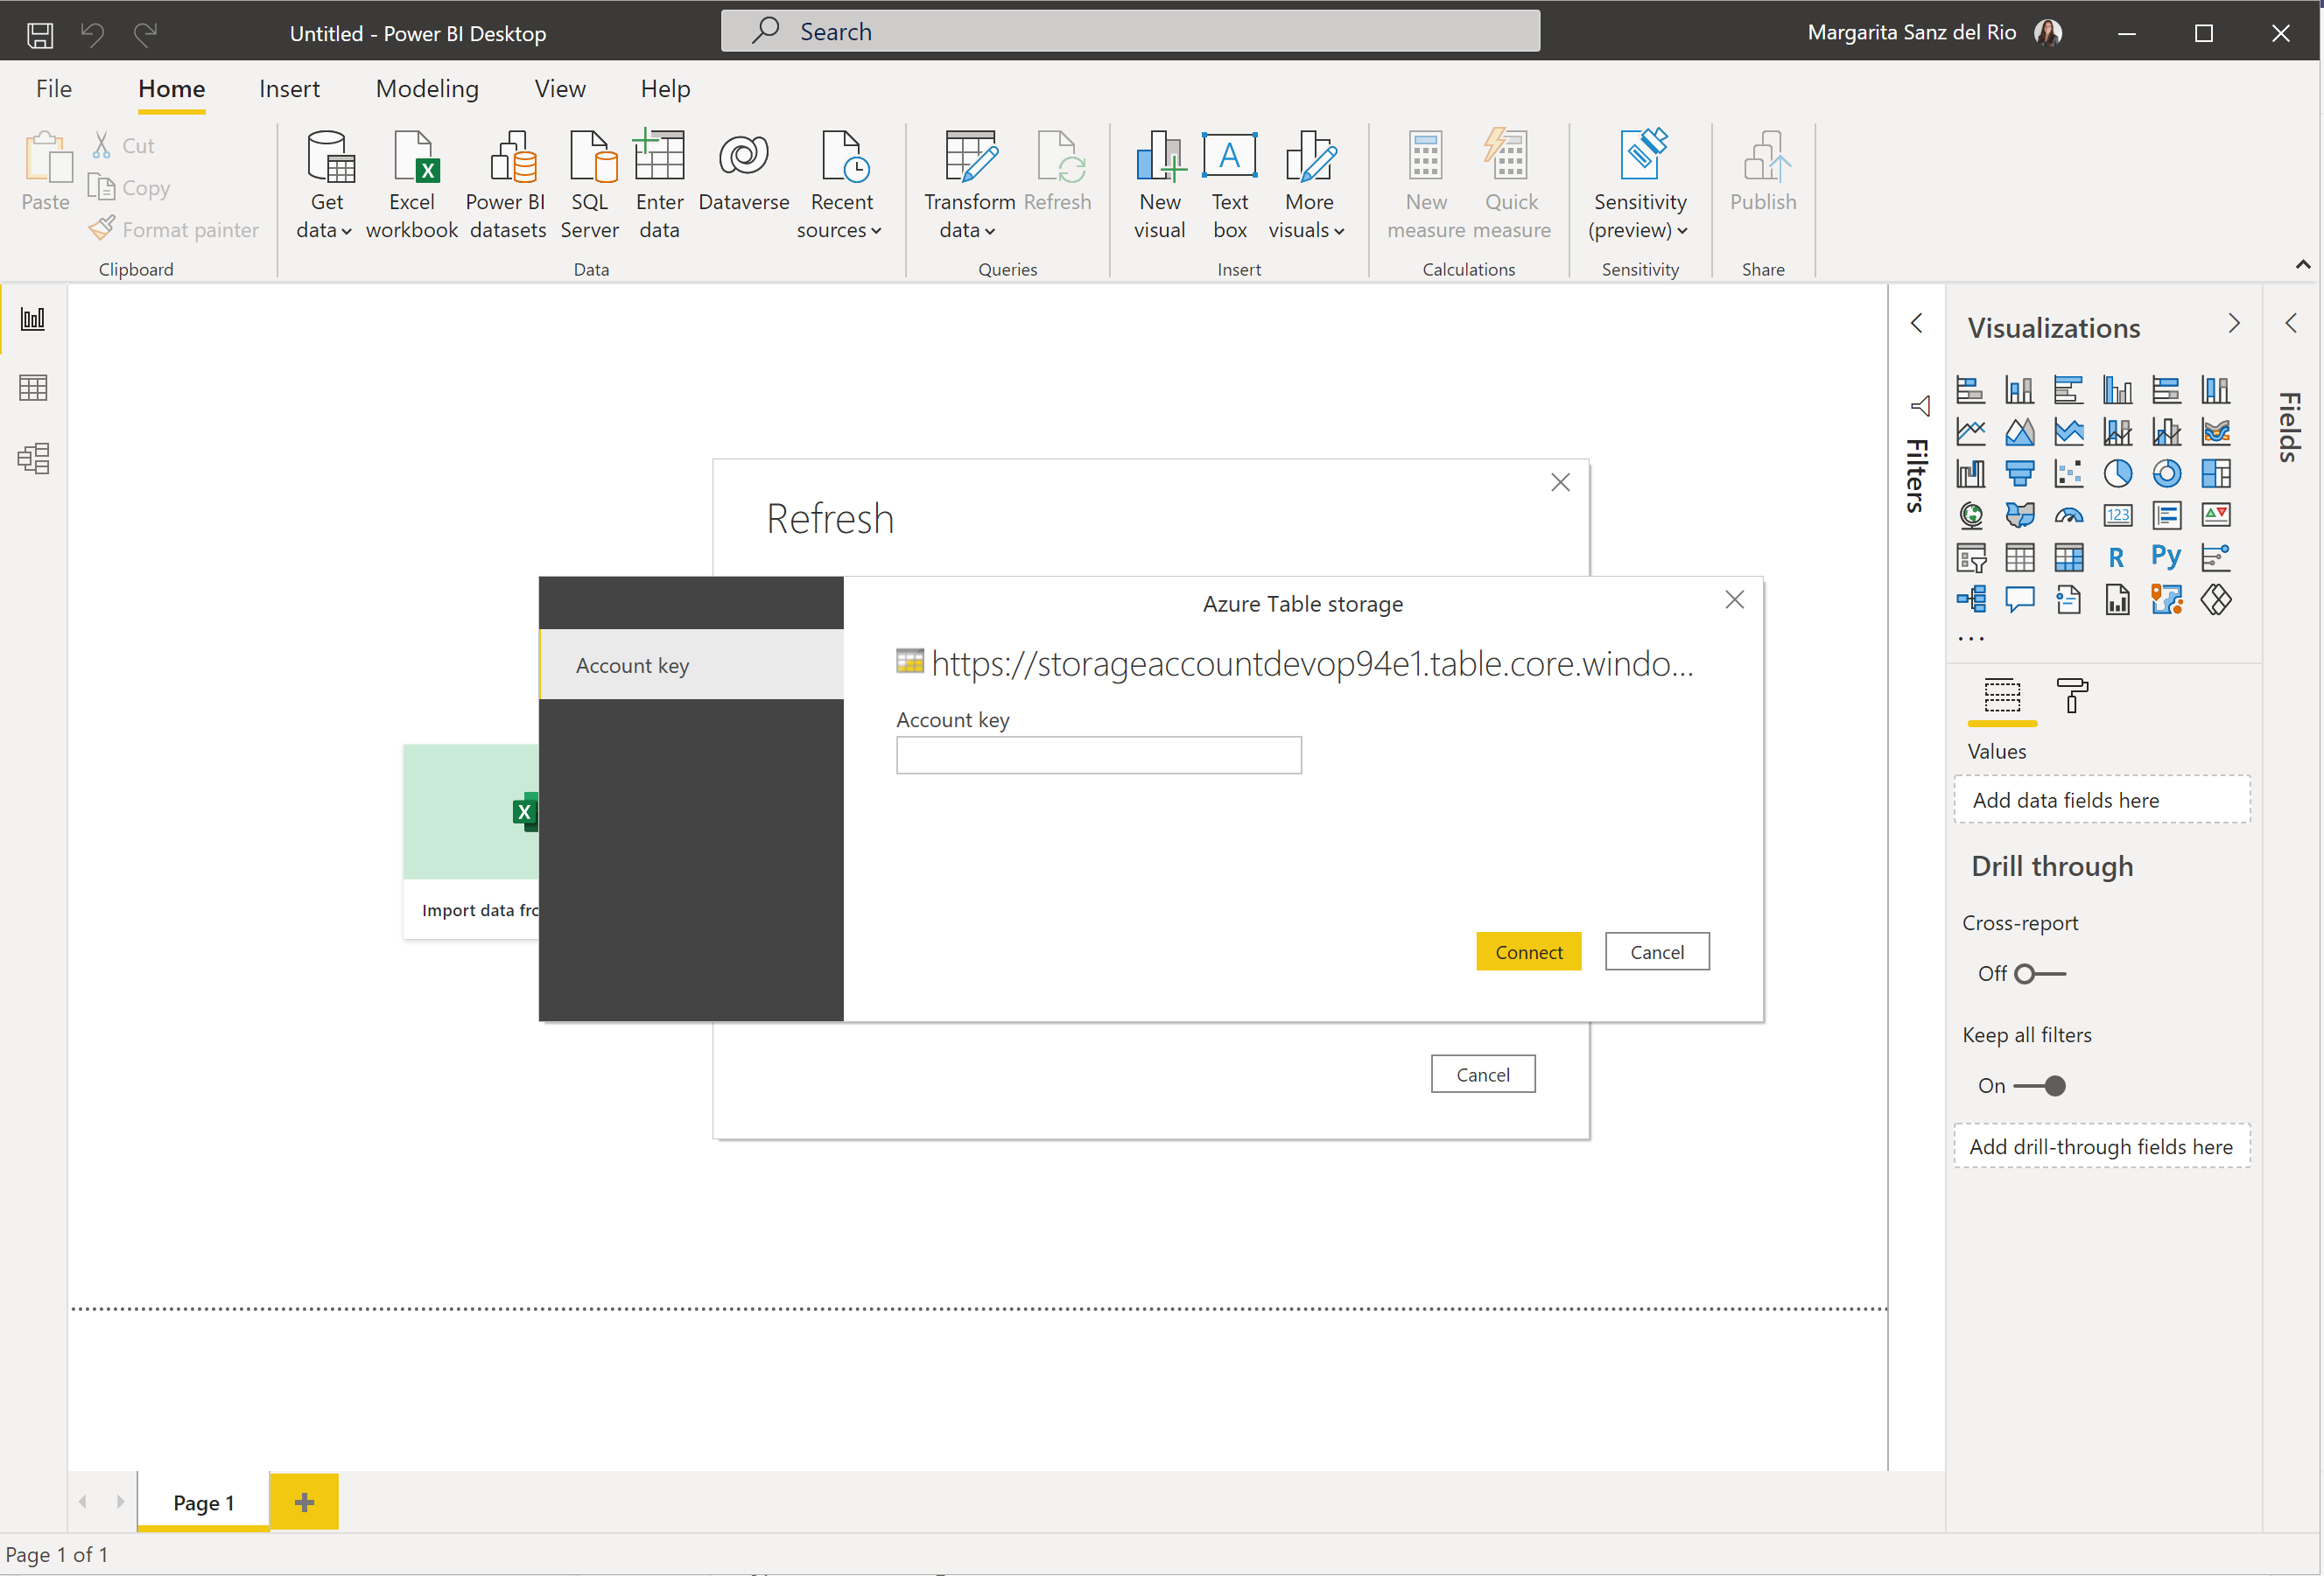 Untitled - Power BI Desktop
Search
Margarita Sanz del Rio
File
Home
Insert
Modeling
View
Help
Paste
Cut
Copy
Format painter
Clipboard
Get
data
Excel
workbook
Power BI
datasets
SQL
Server
Enter
data
Dataverse
Recent
sources
Data
Transform
data
Refresh
Queries
New
visual
Text
box
More
visuals
Insert
New
measure
Quick
measure
Calculations
Sensitivity
(preview)
Sensitivity
Publish
Share
Refresh
Azure Table storage
Account key
https://storageaccountdevop94e1.table.core.windo...
Account key
Connect
Cancel
Cancel
Import data fro
Filters
Visualizations
123
R
Py
...
Values
Add data fields here
Drill through
Cross-report
Off
Keep all filters
On
Add drill-through fields here
Fields
Page 1
Page 1 of 1